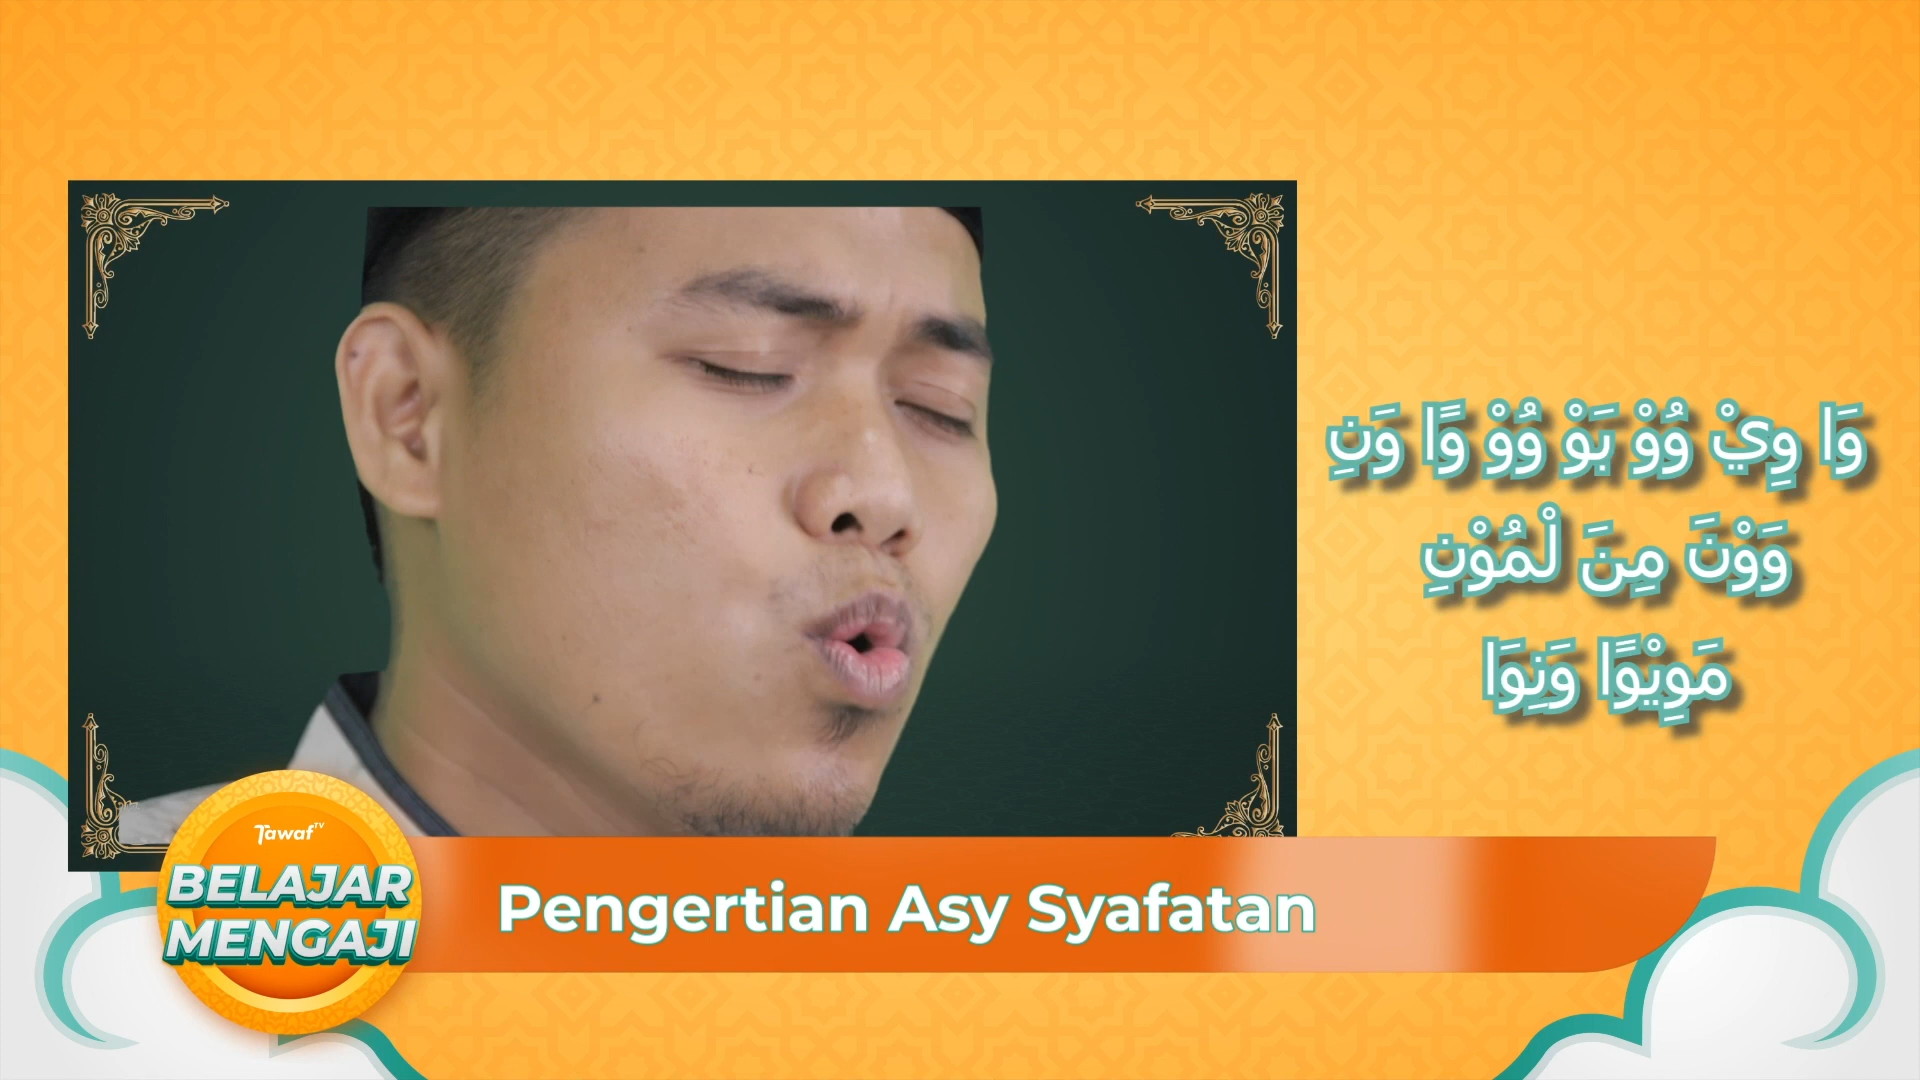 وَا وِيْ وُوْ بَوْ وُوْ وًا وَنِ
وَوْنَ مِنَ لْمُوْنِ
مَوِيْوًا وَنِوَا
Tawaf TV
BELAJAR
MENGAJI
Pengertian Asy Syafatan